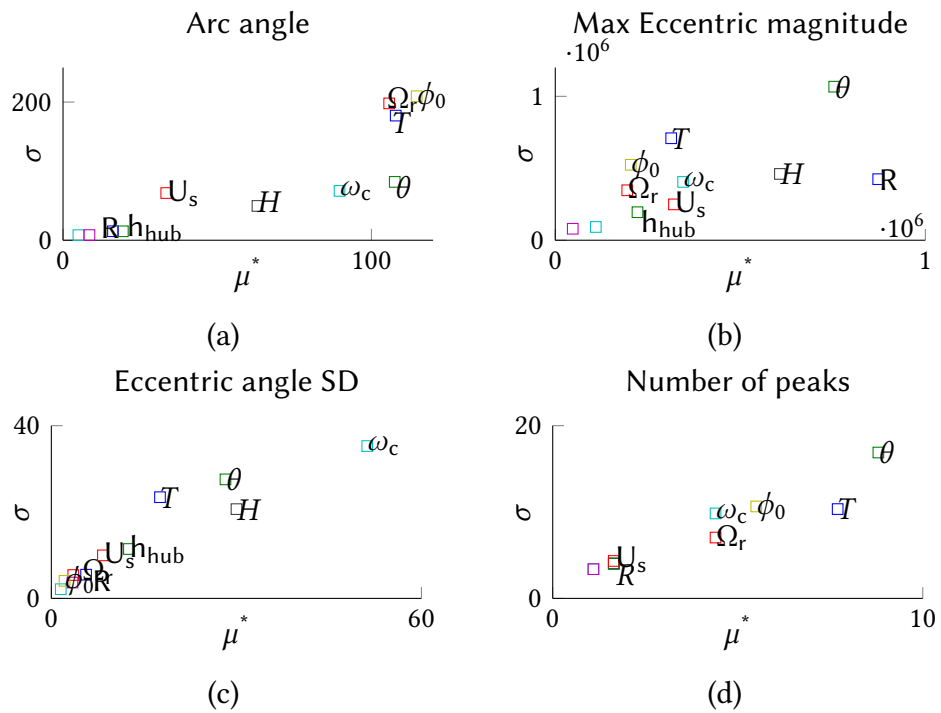 Arc angle
200
0
σ
Ω_r
ϕ_0
T
U_s
H
ω_c
θ
R
h_hub
0
100
μ^*
(a)
Max Eccentric magnitude
·10^6
1
0
σ
θ
T
ϕ_0
ω_c
H
R
Ω_r
U_s
h_hub
·10^6
0
1
μ^*
(b)
Eccentric angle SD
40
0
σ
ω_c
θ
T
H
U_s
h_hub
Ω_r
ϕ_0
R
0
60
μ^*
(c)
Number of peaks
20
0
σ
θ
ω_c
ϕ_0
T
Ω_r
U_s
R
0
10
μ^*
(d)